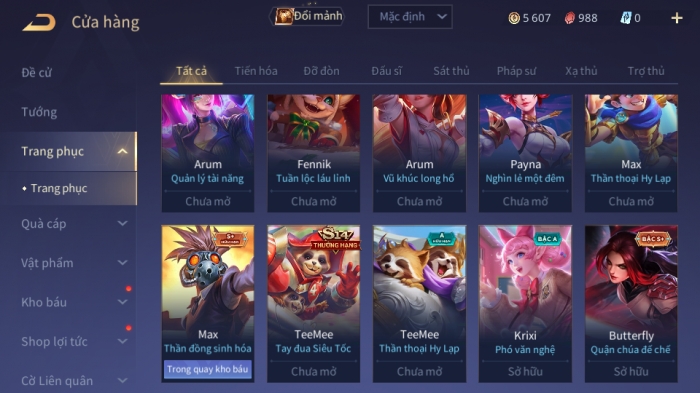 Cửa hàng
Đổi mảnh
Mặc định
5 607
988
0
Đề cử
Tướng
Trang phục
Trang phục
Quà cáp
Vật phẩm
Kho báu
Shop lợi tức
Cờ Liên quân
Tất cả
Tiến hóa
Đỡ đòn
Đấu sĩ
Sát thủ
Pháp sư
Xạ thủ
Trợ thủ
Arum
Quản lý tài năng
Chưa mở
Fennik
Tuần lộc láu lỉnh
Chưa mở
Arum
Vũ khúc long hổ
Chưa mở
Payna
Nghìn lẻ một đêm
Chưa mở
Max
Thần thoại Hy Lạp
Chưa mở
S+
HỮU HẠN
Max
Thần đồng sinh hóa
Trong quay kho báu
S14
THƯỞNG HẠNG
TeeMee
Tay đua Siêu Tốc
Chưa mở
A
HỮU HẠN
TeeMee
Thần thoại Hy Lạp
Chưa mở
BẬC A
Krixi
Phó văn nghệ
Sở hữu
BẬC S+
Butterfly
Quận chúa đế chế
Sở hữu